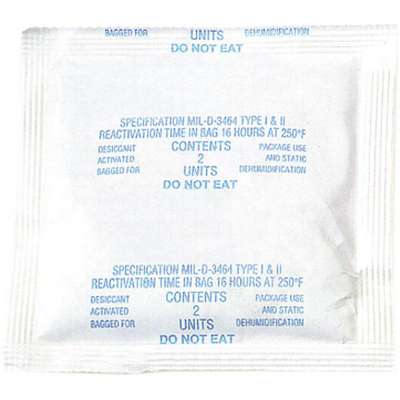 BAGGED FOR UNITS DEHUMIDIFICATION
DO NOT EAT
SPECIFICATION MIL-D-3464 TYPE I & II
REACTIVATION TIME IN BAG 16 HOURS AT 250°F
DESICCANT CONTENTS PACKAGE USE
ACTIVATED 2 AND STATIC
BAGGED FOR UNITS DEHUMIDIFICATION
DO NOT EAT
SPECIFICATION MIL-D-3464 TYPE I & II
REACTIVATION TIME IN BAG 16 HOURS AT 250°F
DESICCANT CONTENTS PACKAGE USE
ACTIVATED 2 AND STATIC
BAGGED FOR UNITS DEHUMIDIFICATION
DO NOT EAT